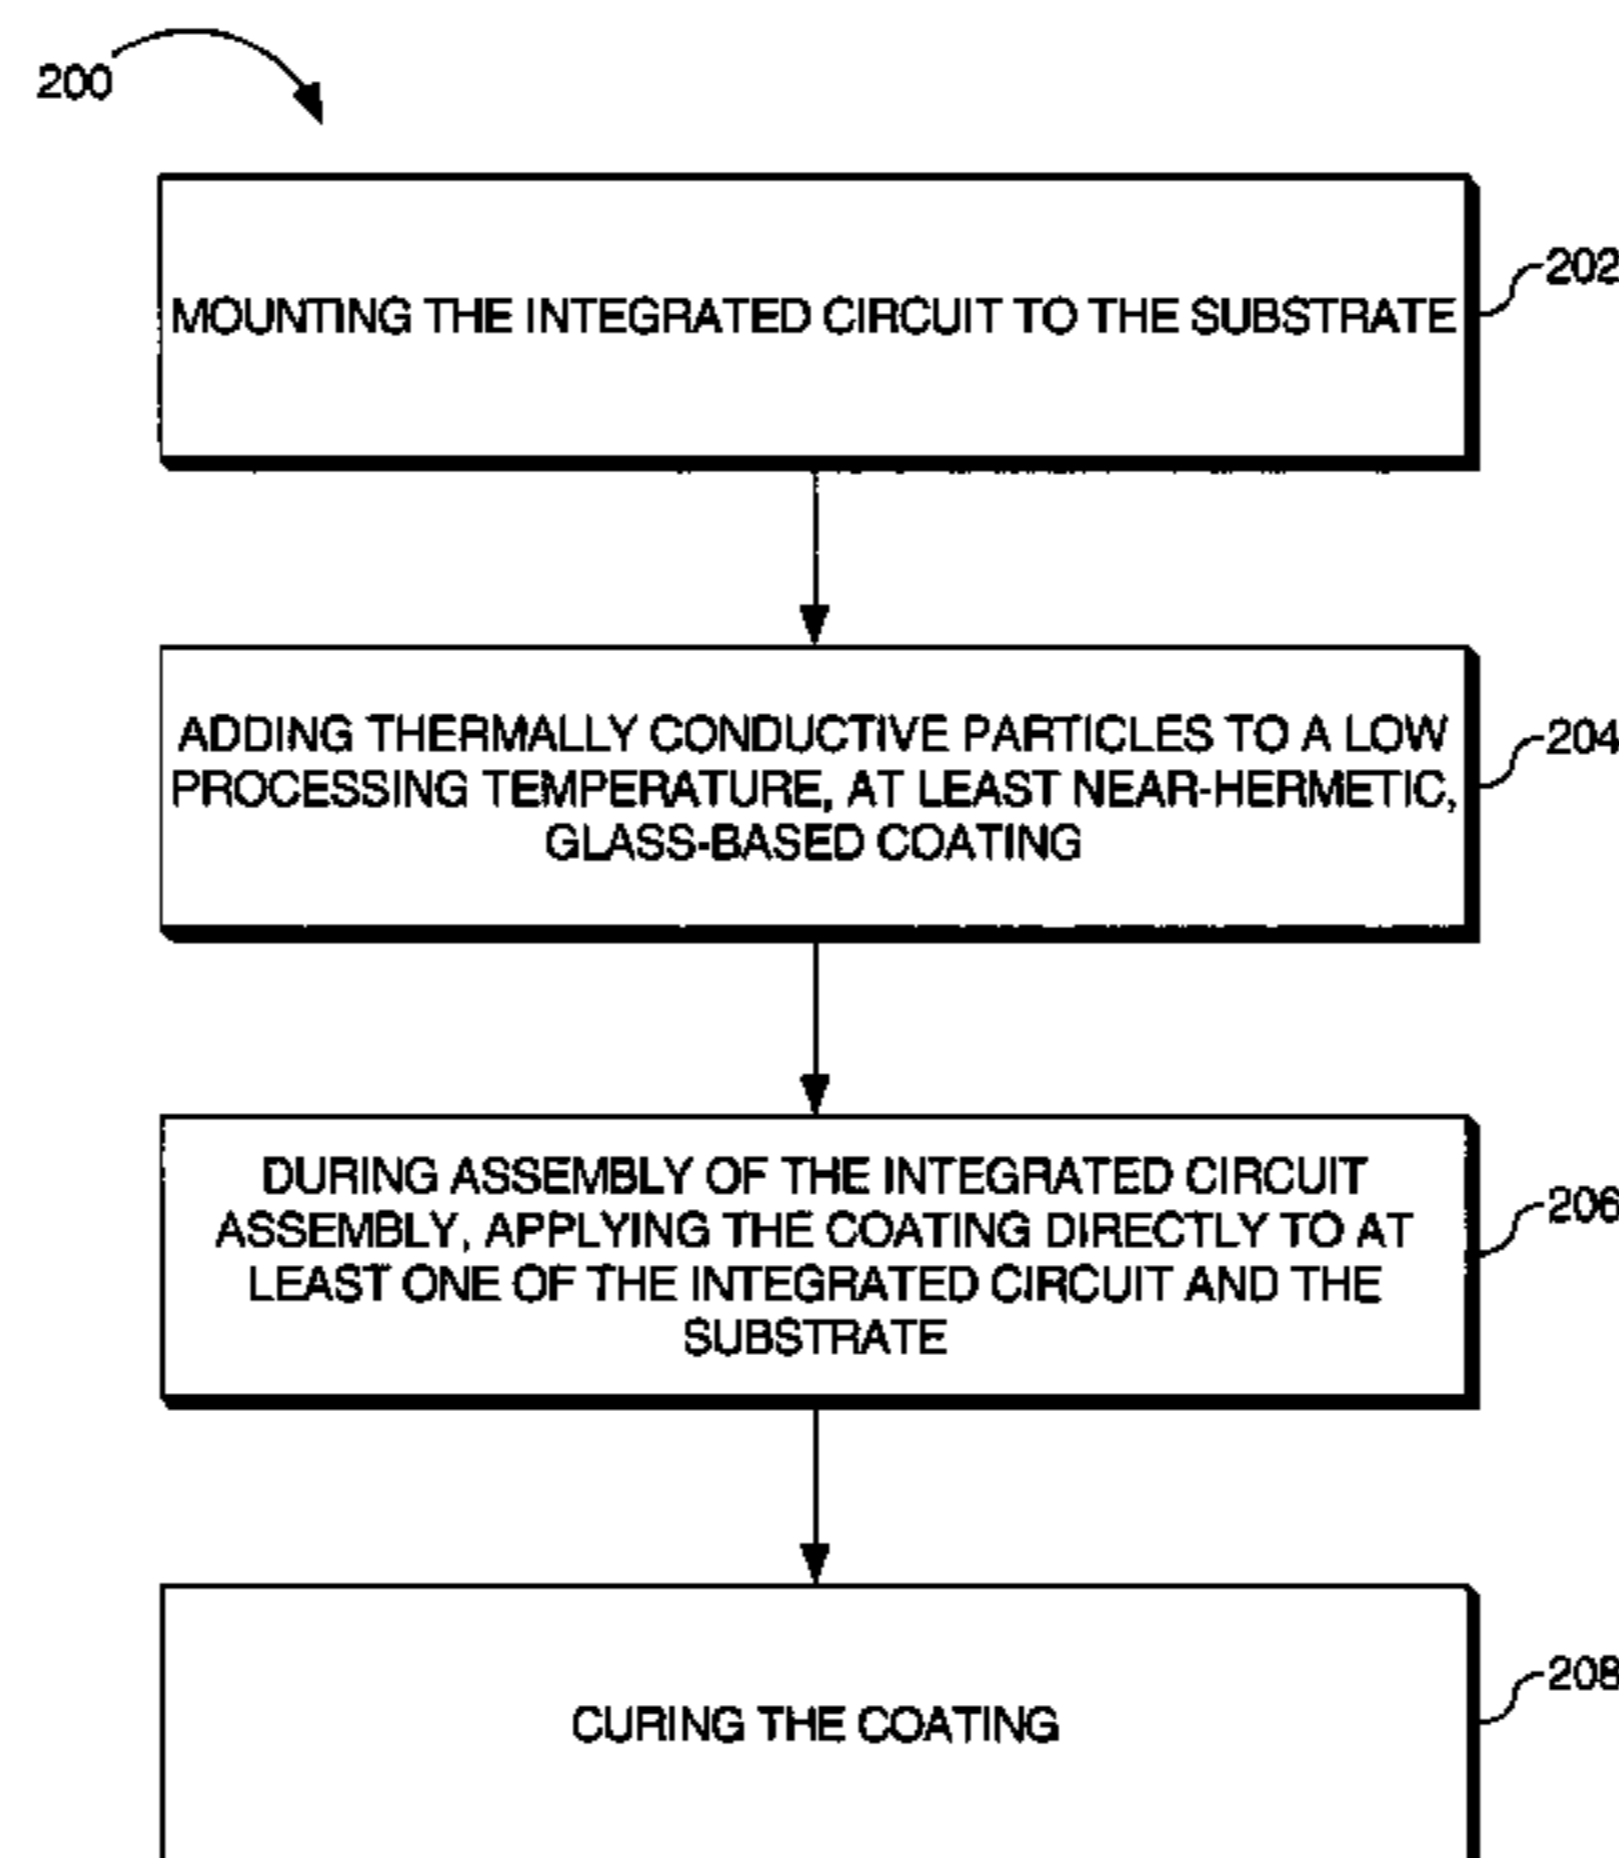 200
MOUNTING THE INTEGRATED CIRCUIT TO THE SUBSTRATE
202
ADDING THERMALLY CONDUCTIVE PARTICLES TO A LOW
PROCESSING TEMPERATURE, AT LEAST NEAR-HERMETIC,
GLASS-BASED COATING
204
DURING ASSEMBLY OF THE INTEGRATED CIRCUIT
ASSEMBLY, APPLYING THE COATING DIRECTLY TO AT
LEAST ONE OF THE INTEGRATED CIRCUIT AND THE
SUBSTRATE
206
CURING THE COATING
208